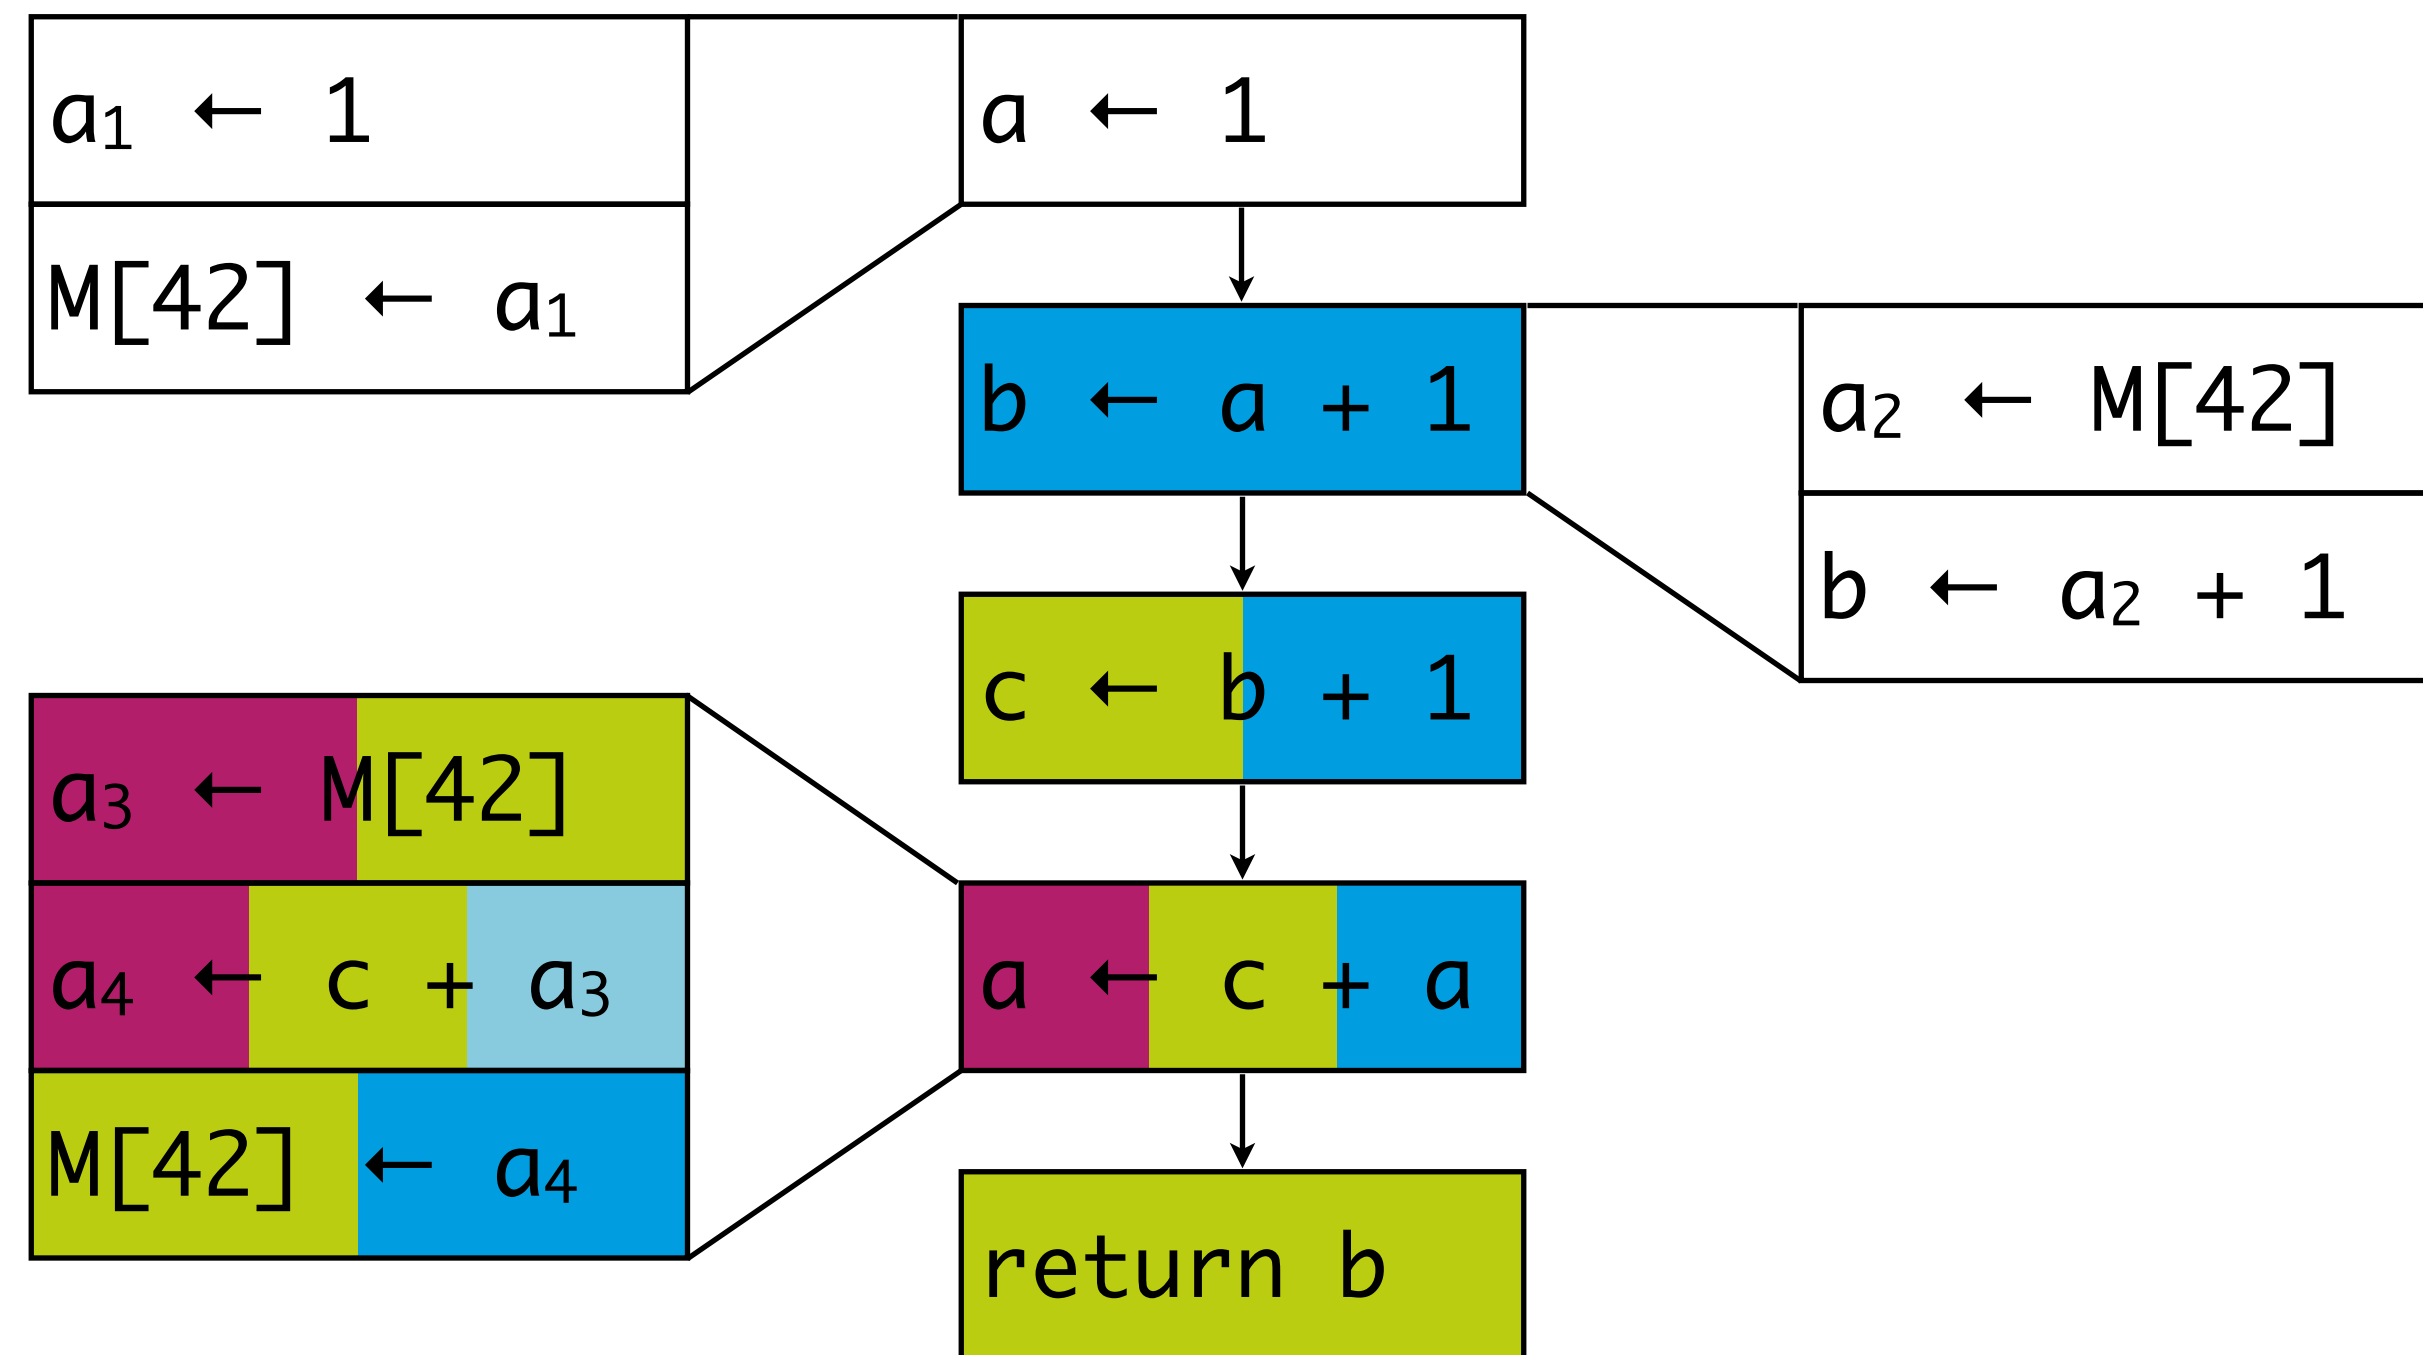 a₁ ← 1
M[42] ← a₁
a ← 1
b ← a + 1
a₂ ← M[42]
b ← a₂ + 1
c ← b + 1
a₃ ← M[42]
a₄ ← c + a₃
M[42] ← a₄
a ← c + a
return b